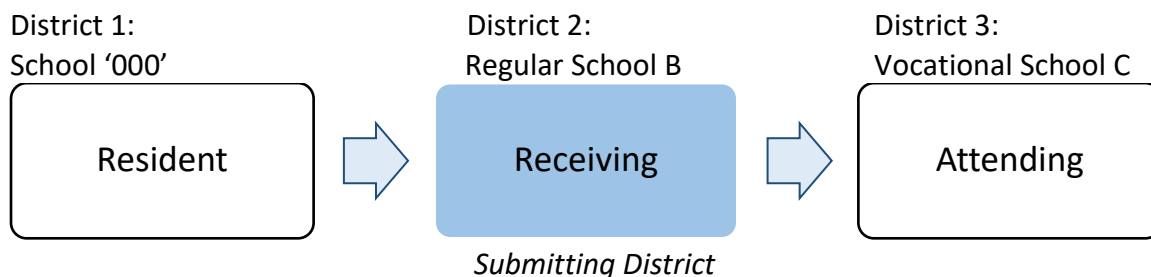 District 1:
School ‘000’
Resident
District 2:
Regular School B
Receiving
Submitting District
District 3:
Vocational School C
Attending